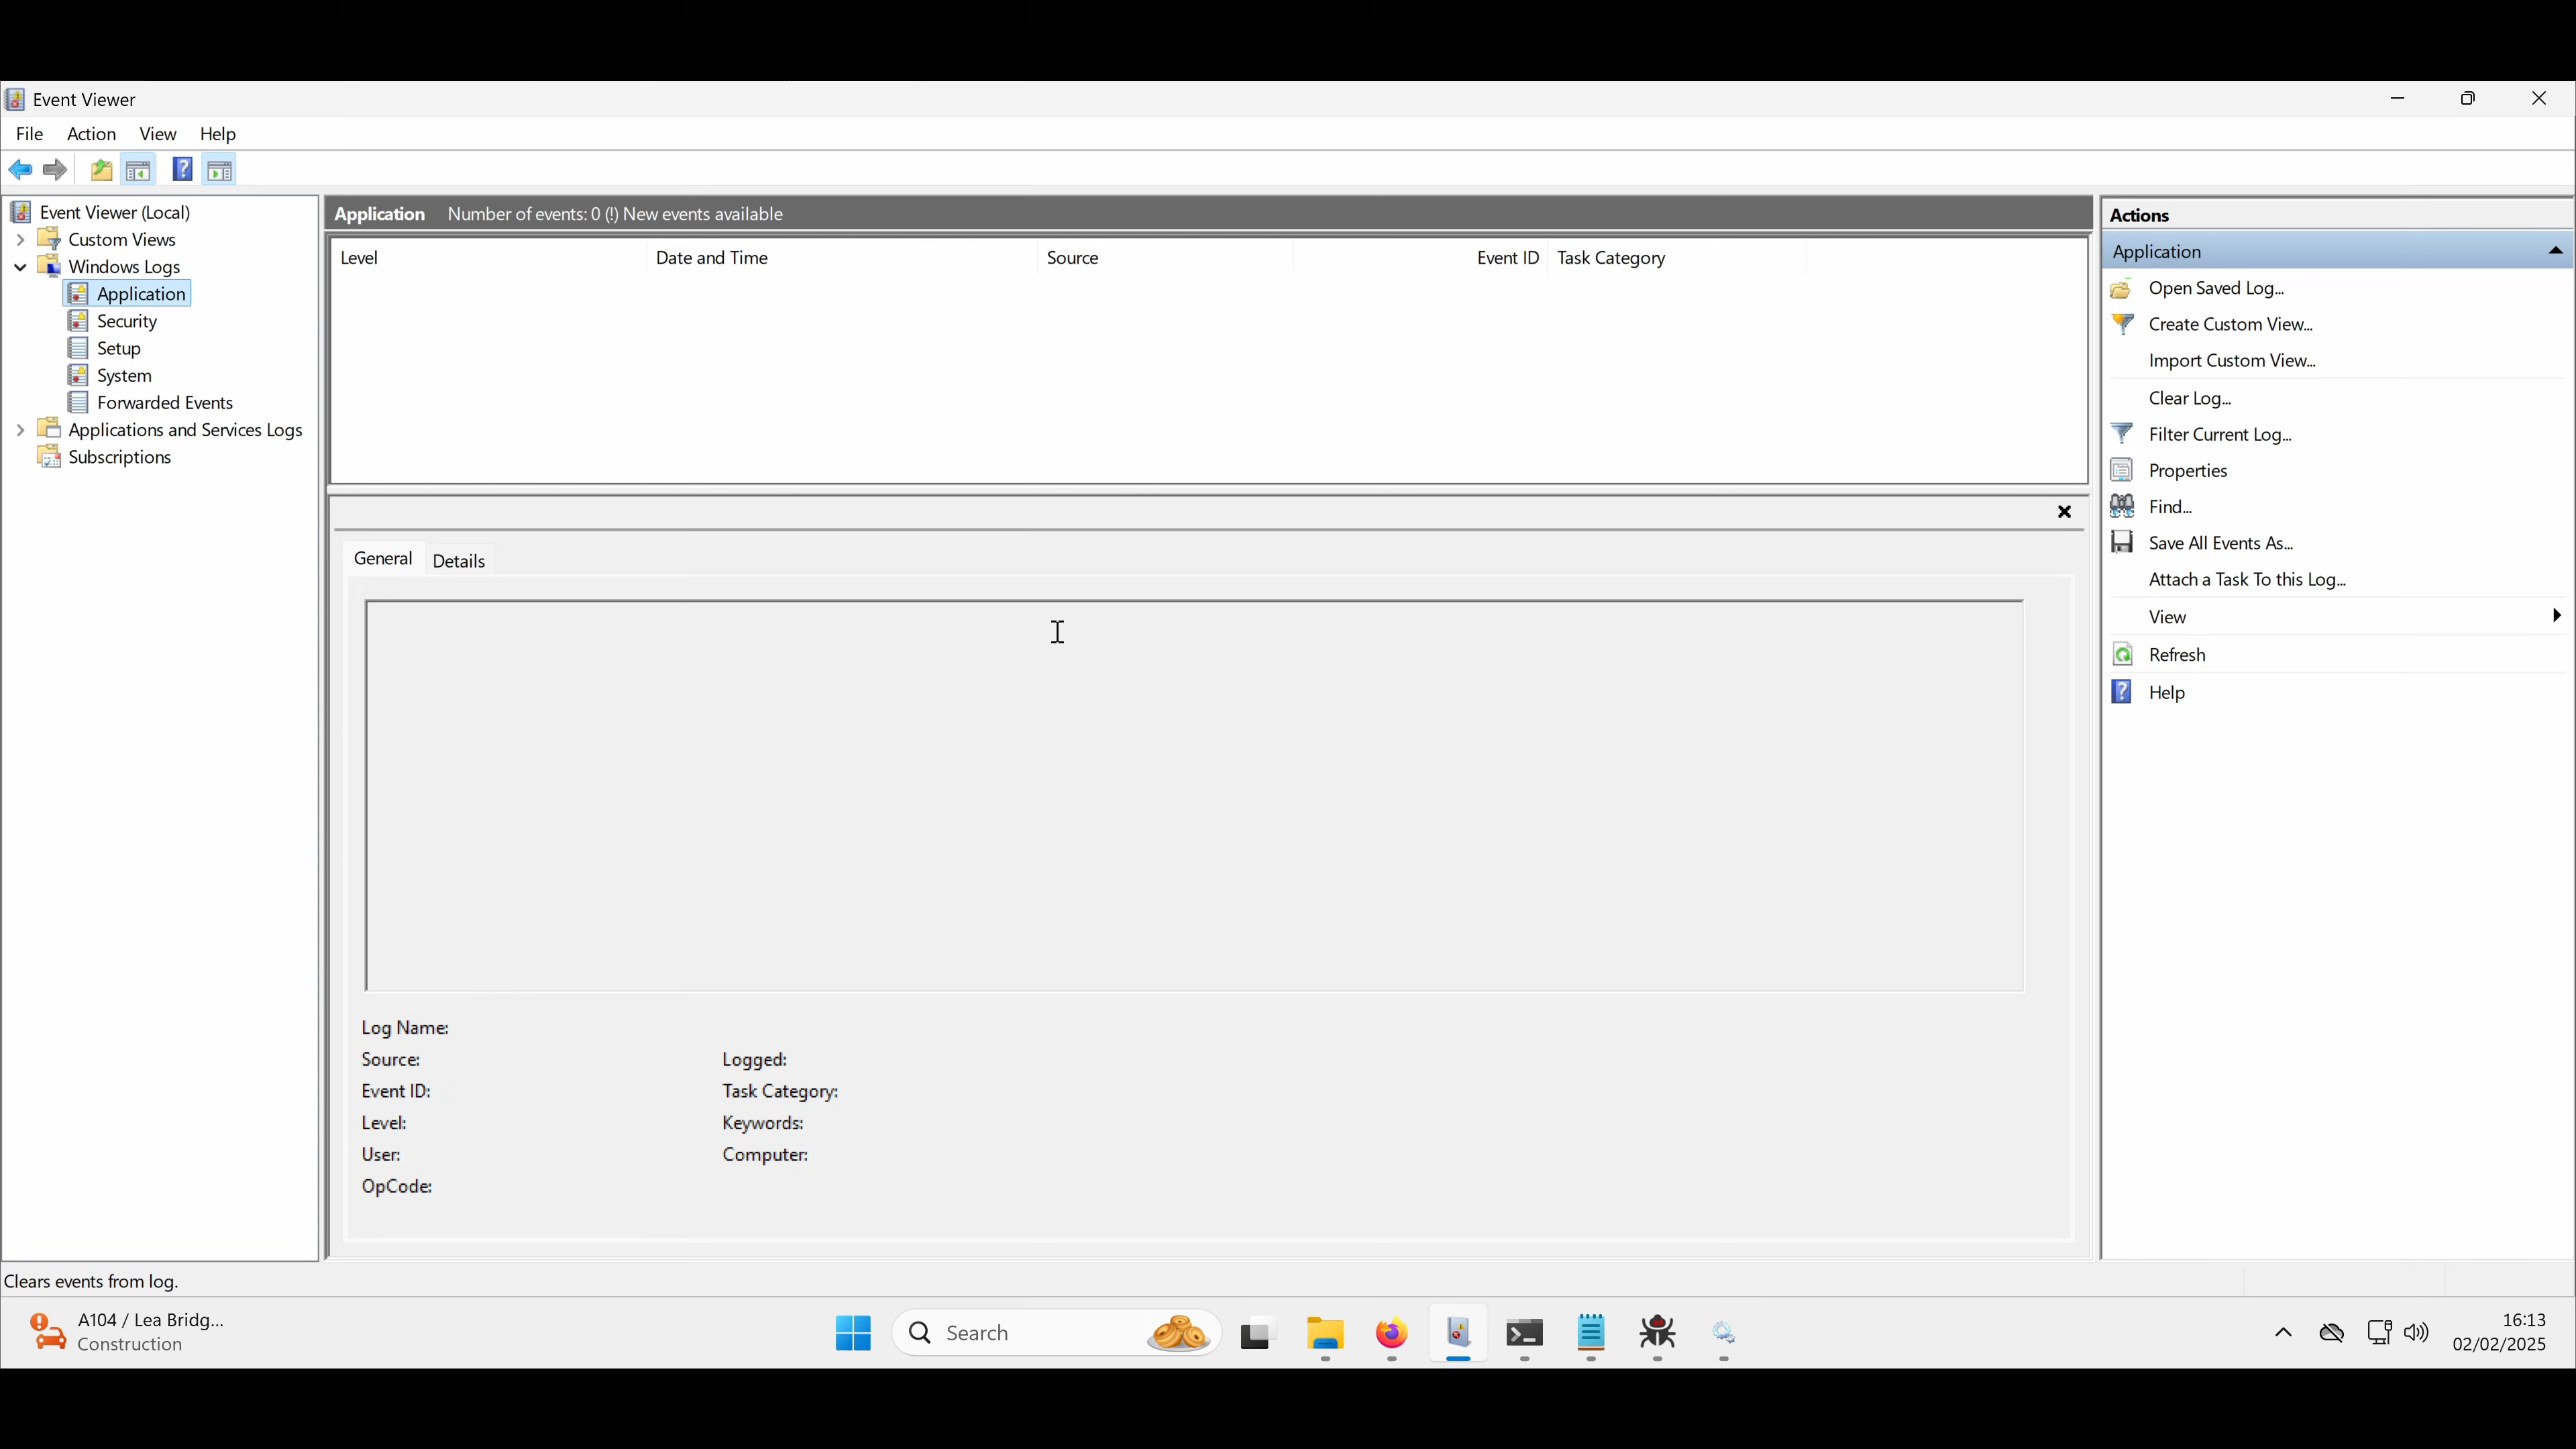 Event Viewer
File Action View Help
Event Viewer (Local)
Custom Views
Windows Logs
Application
Security
Setup
System
Forwarded Events
Applications and Services Logs
Subscriptions
Application Number of events: 0 (!) New events available
Level Date and Time Source Event ID Task Category
General Details
Log Name:
Source: Logged:
Event ID: Task Category:
Level: Keywords:
User: Computer:
OpCode:
Actions
Application
Open Saved Log...
Create Custom View...
Import Custom View...
Clear Log...
Filter Current Log...
Properties
Find...
Save All Events As...
Attach a Task To this Log...
View
Refresh
Help
Clears events from log.
A104 / Lea Bridg...
Construction
Search
16:13
02/02/2025